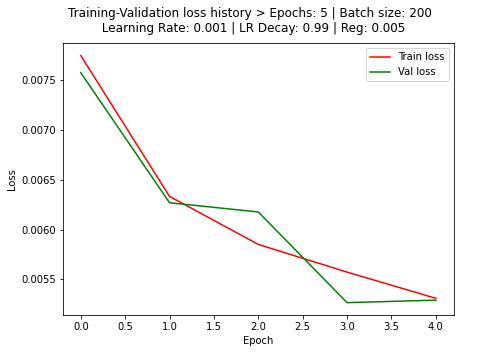 Training-Validation loss history > Epochs: 5 | Batch size: 200
Learning Rate: 0.001 | LR Decay: 0.99 | Reg: 0.005
Train loss
Val loss
0.0075
0.0070
0.0065
0.0060
0.0055
Loss
0.0 0.5 1.0 1.5 2.0 2.5 3.0 3.5 4.0
Epoch